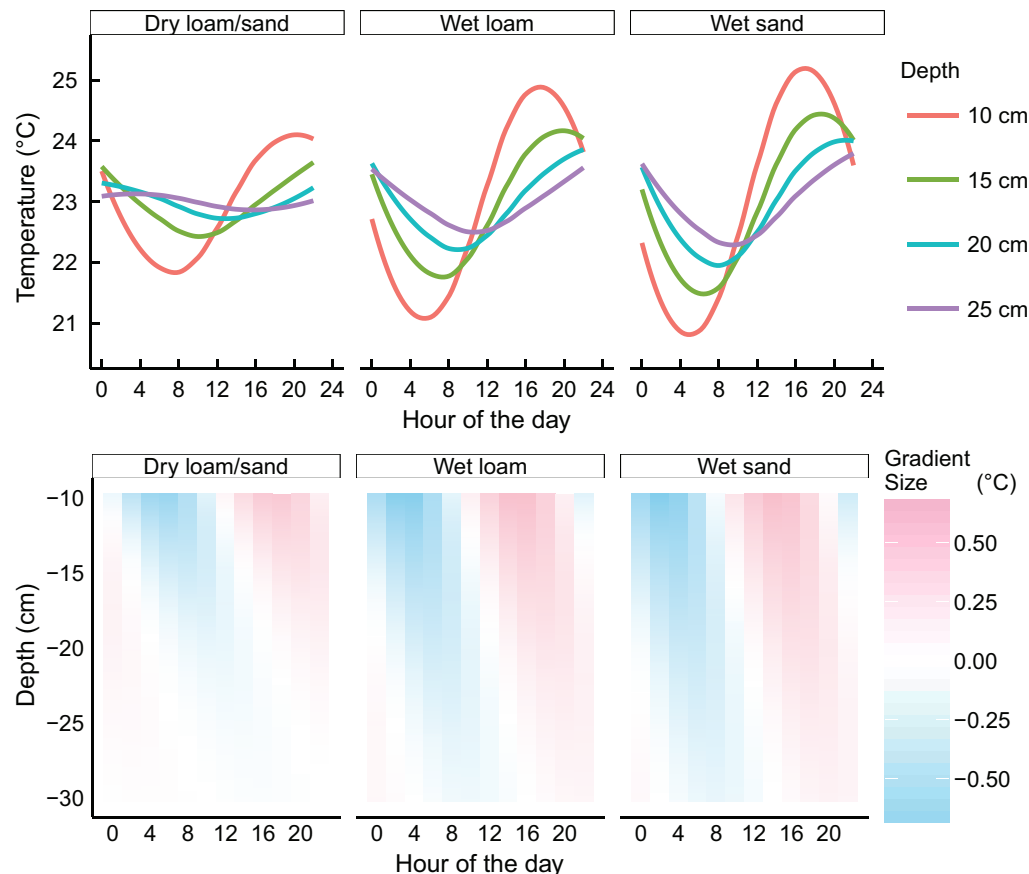 Dry loam/sand Wet loam Wet sand
Temperature (°C)
25
24
23
22
21
0 4 8 12 16 20 24 0 4 8 12 16 20 24 0 4 8 12 16 20 24
Hour of the day
Depth
10 cm
15 cm
20 cm
25 cm
Dry loam/sand Wet loam Wet sand
Depth (cm)
−10
−15
−20
−25
−30
0 4 8 12 16 20 0 4 8 12 16 20 0 4 8 12 16 20
Hour of the day
Gradient
Size (°C)
0.50
0.25
0.00
−0.25
−0.50